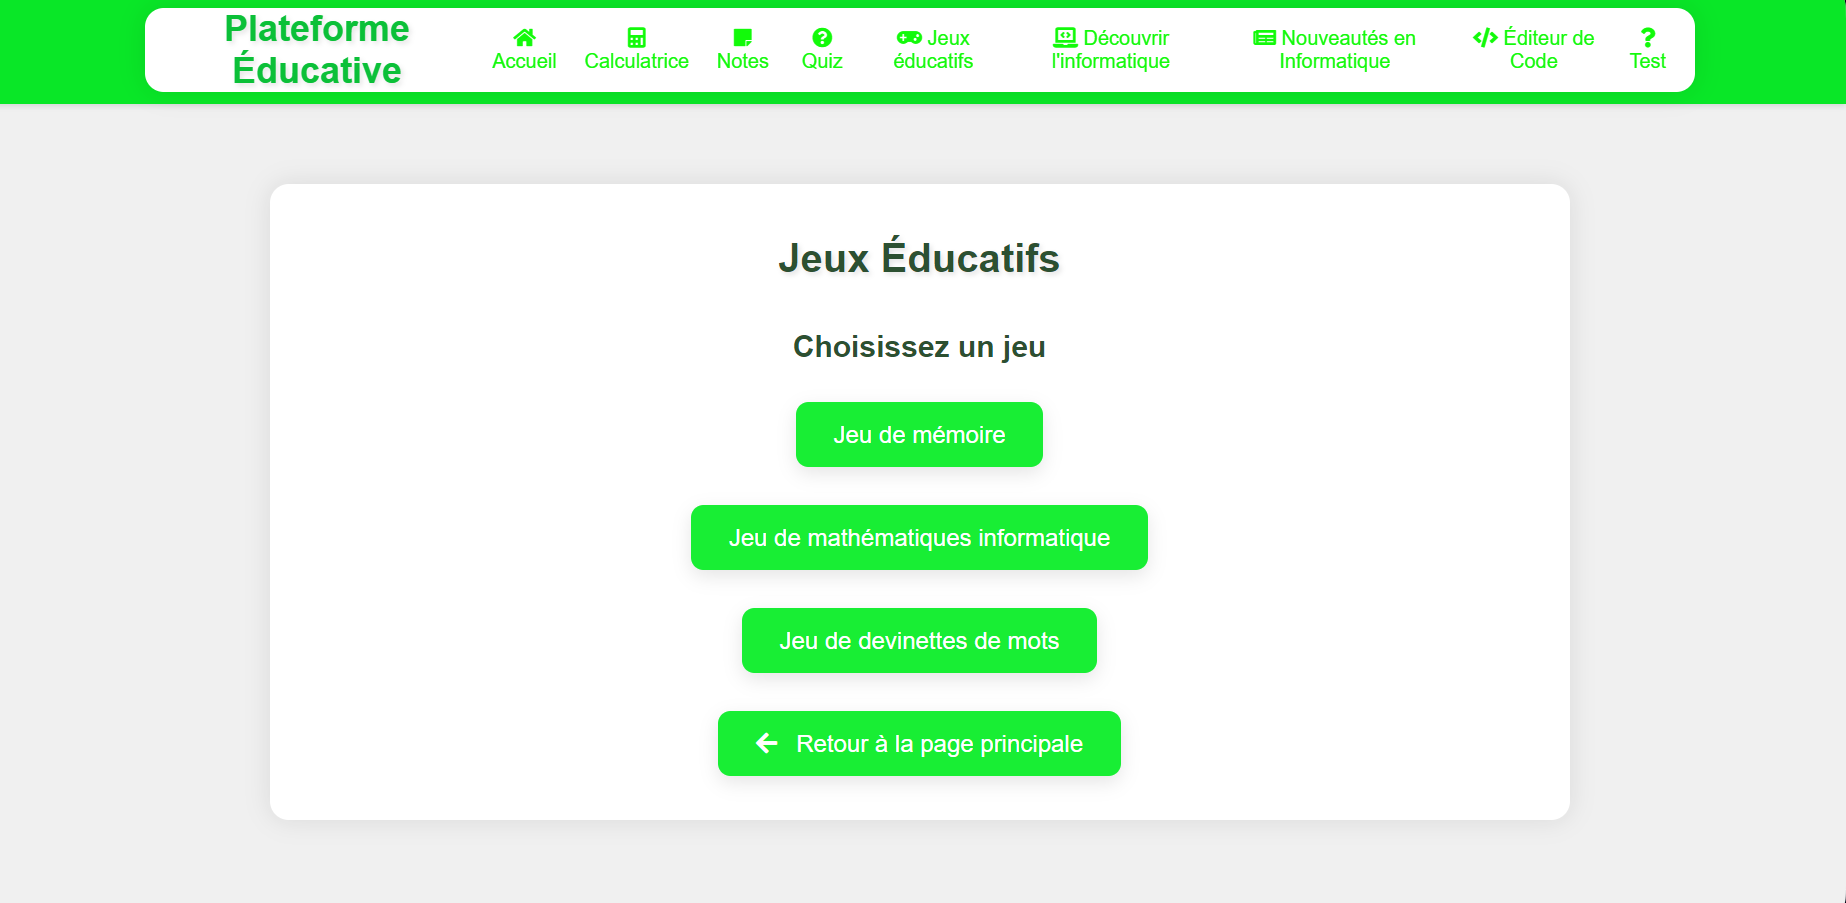 Plateforme
Éducative
Accueil
Calculatrice
Notes
Quiz
Jeux
éducatifs
Découvrir
l'informatique
Nouveautés en
Informatique
Éditeur de
Code
Test
Jeux Éducatifs
Choisissez un jeu
Jeu de mémoire
Jeu de mathématiques informatique
Jeu de devinettes de mots
Retour à la page principale